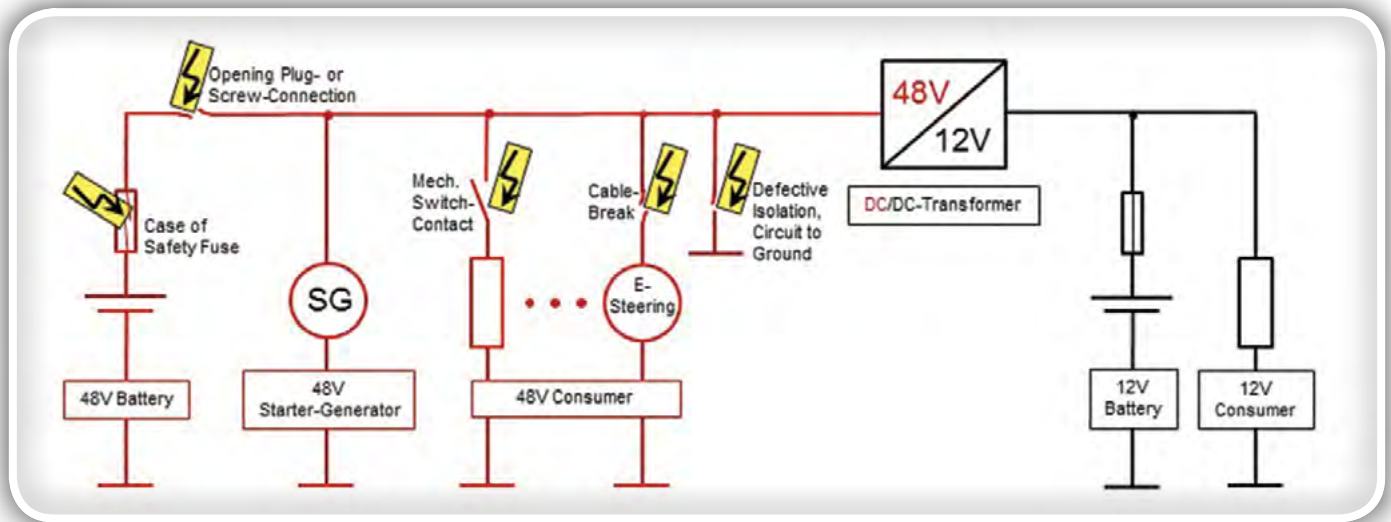 Opening Plug- or
Screw-Connection
48V
12V
Mech.
Switch-
Contact
Cable-
Break
Defective
Isolation,
Circuit to
Ground
DC/DC-Transformer
Case of
Safety Fuse
SG
E-
Steering
48V Battery
48V
Starter-Generator
48V Consumer
12V
Battery
12V
Consumer